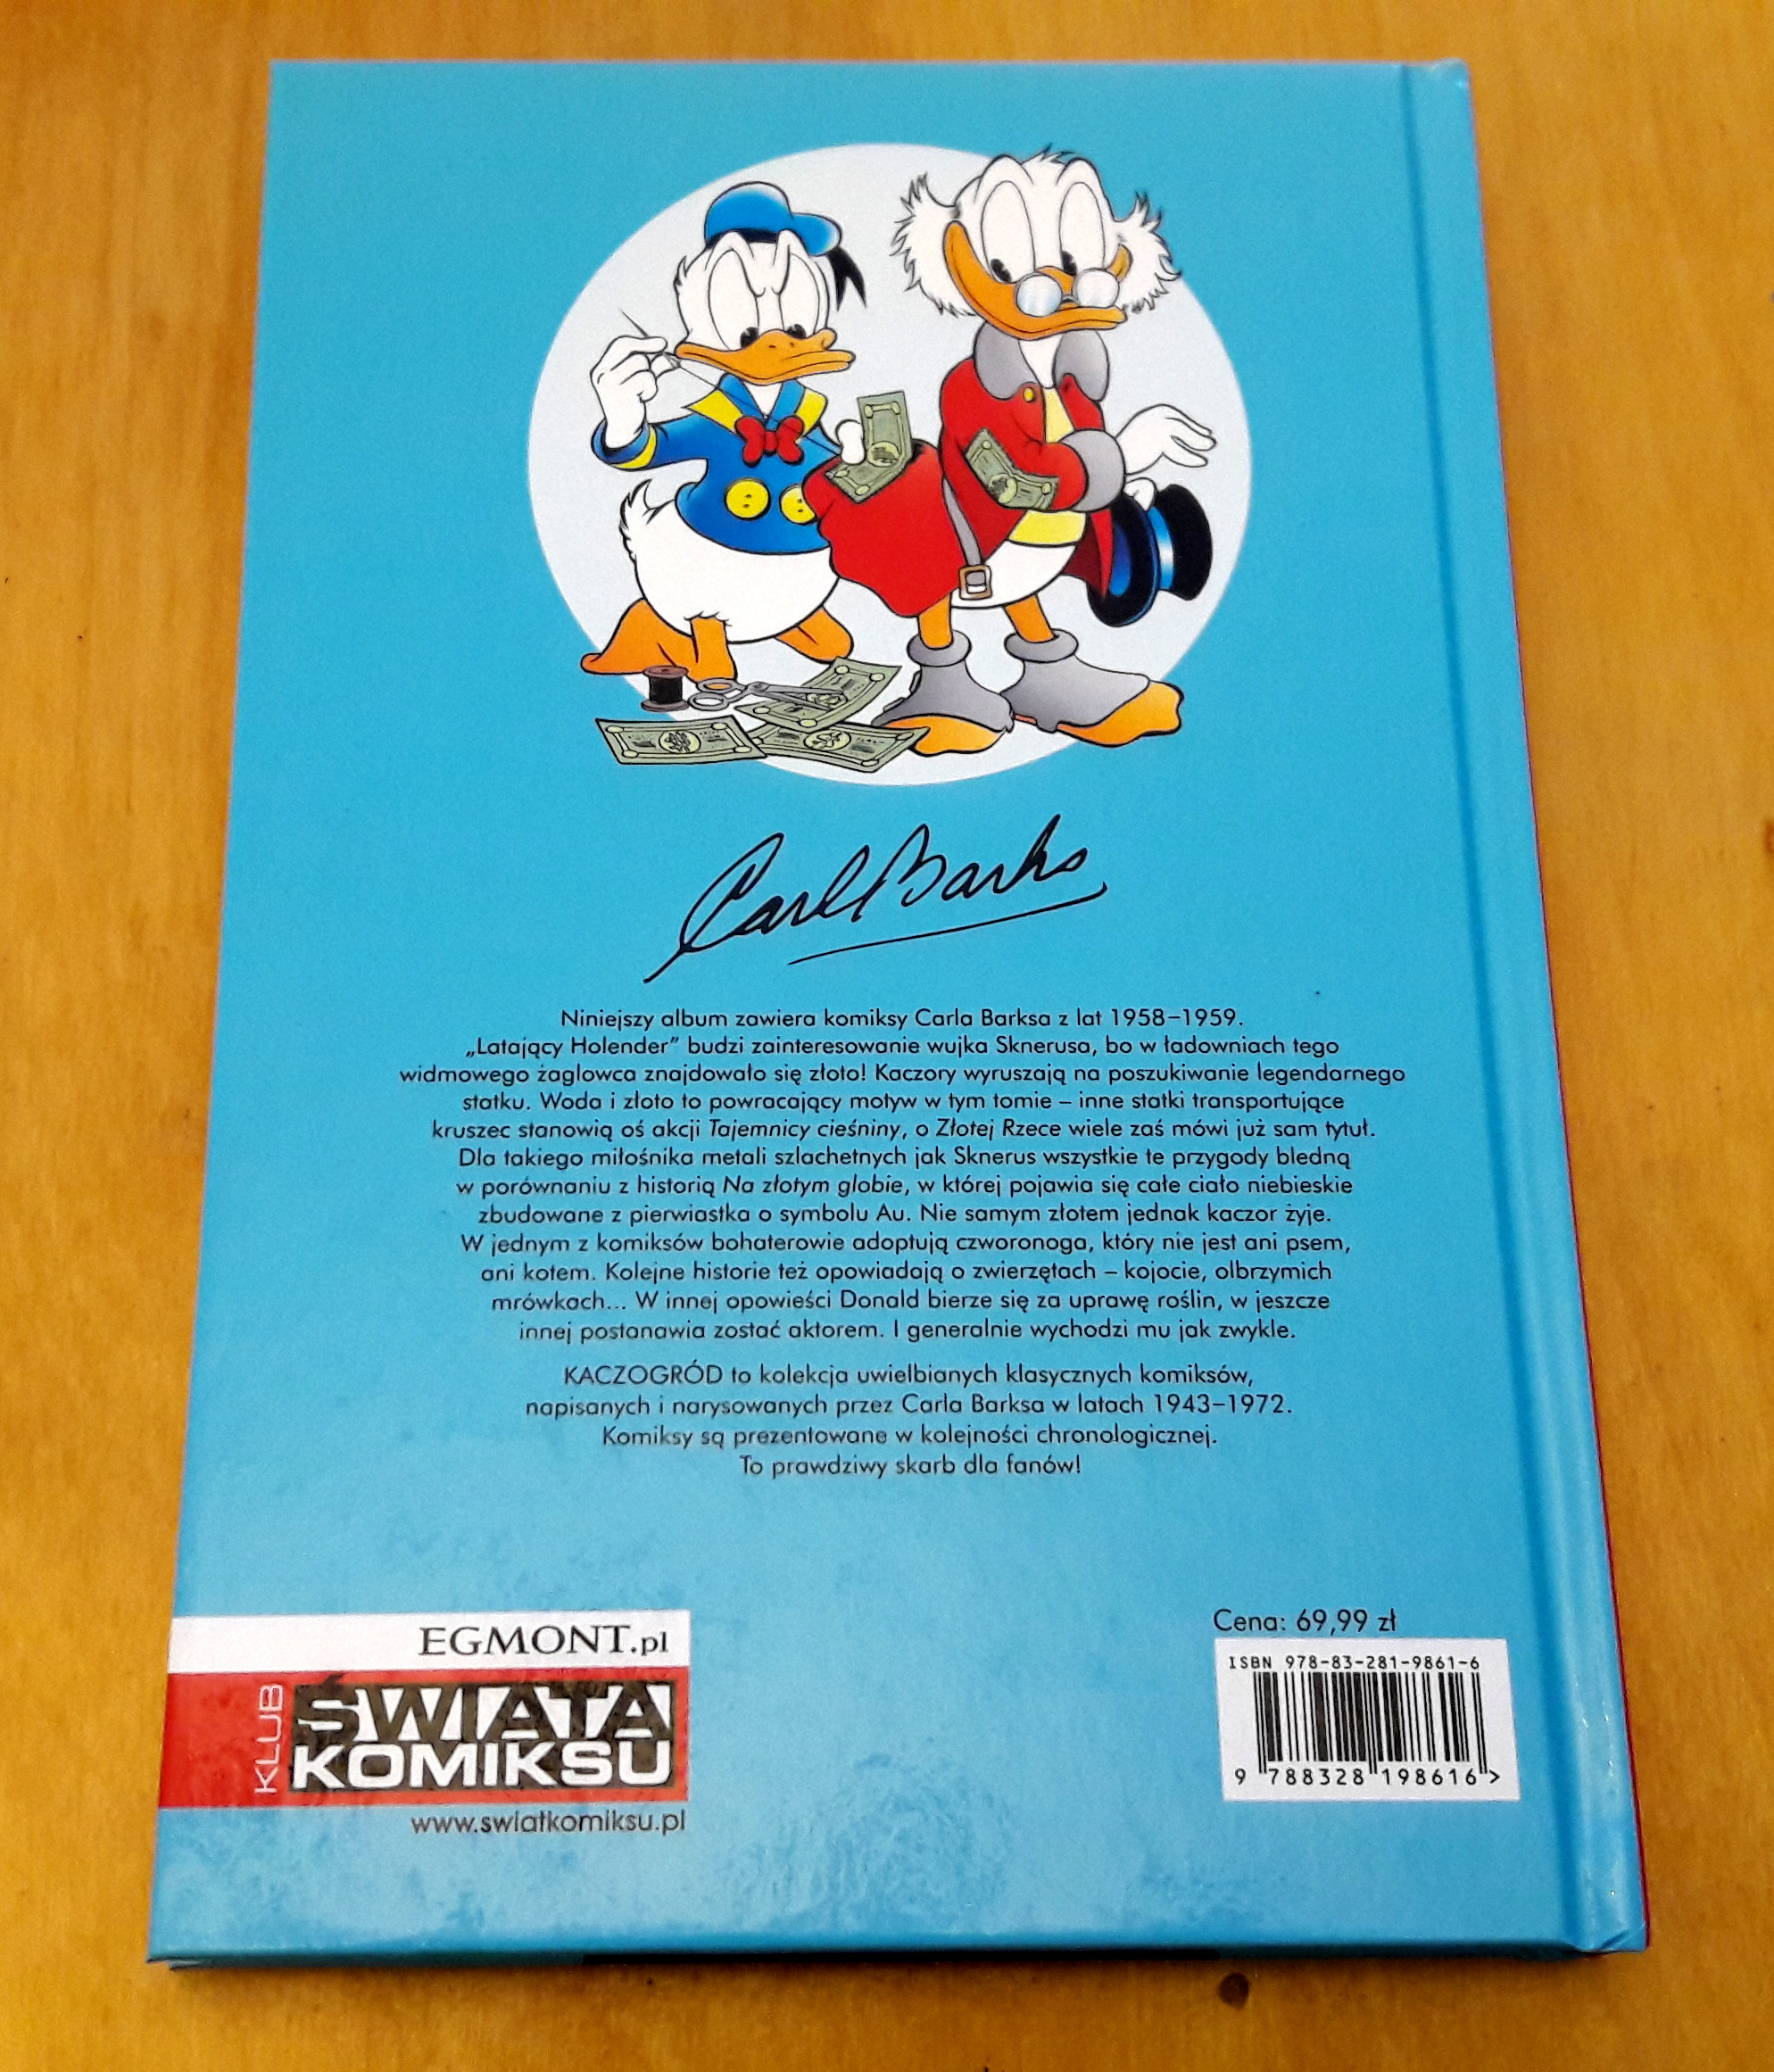 Carl Barks
Niniejszy album zawiera komiksy Carla Barksa z lat 1958–1959.
„Latający Holender” budzi zainteresowanie wujka Sknerusa, bo w ładowniach tego
widmowego żaglowca znajdowało się złoto! Kaczory wyruszają na poszukiwanie legendarnego
statku. Woda i złoto to powracający motyw w tym tomie – inne statki transportujące
kruszec stanowią oś akcji Tajemnicy cieśniny, o Złotej Rzece wiele zaś mówi już sam tytuł.
Dla takiego miłośnika metali szlachetnych jak Sknerus wszystkie te przygody bledną
w porównaniu z historią Na złotym globie, w której pojawia się całe ciało niebieskie
zbudowane z pierwiastka o symbolu Au. Nie samym złotem jednak kaczor żyje.
W jednym z komiksów bohaterowie adoptują czworonoga, który nie jest ani psem,
ani kotem. Kolejne historie też opowiadają o zwierzętach – kojocie, olbrzymich
mrówkach... W innej opowieści Donald bierze się za uprawę roślin, w jeszcze
innej postanawia zostać aktorem. I generalnie wychodzi mu jak zwykle.
KACZOGRÓD to kolekcja uwielbianych klasycznych komiksów,
napisanych i narysowanych przez Carla Barksa w latach 1943–1972.
Komiksy są prezentowane w kolejności chronologicznej.
To prawdziwy skarb dla fanów!
EGMONT.pl
KLUB
ŚWIATA
KOMIKSU
www.swiatkomiksu.pl
Cena: 69,99 zł
ISBN 978-83-281-9861-6
9 788328 198616 >